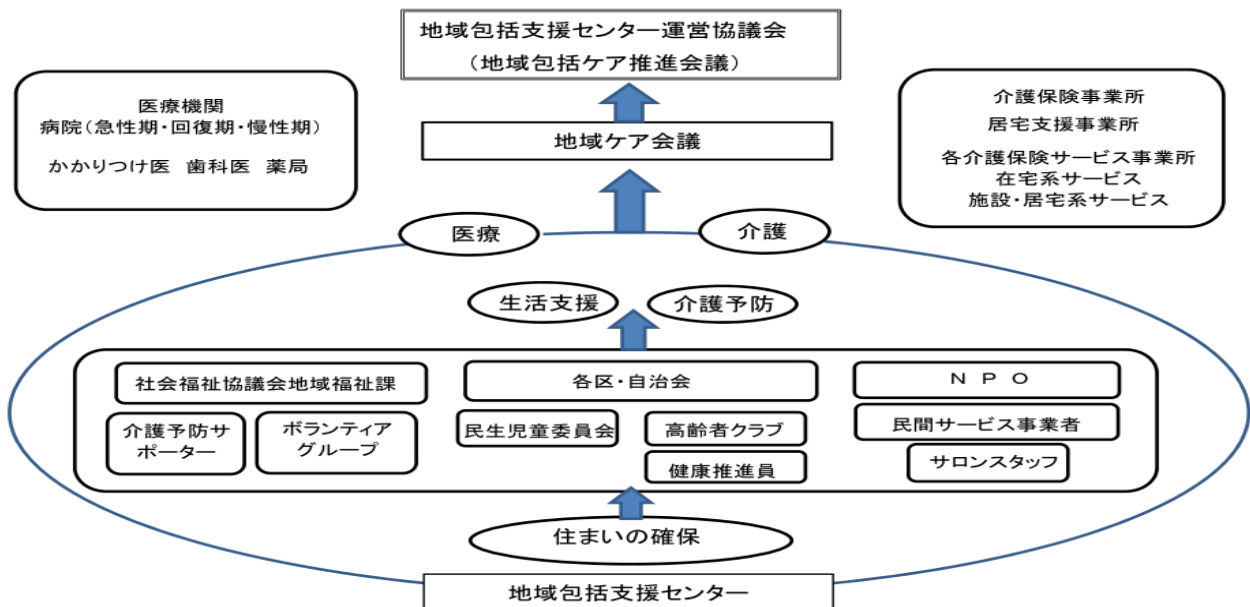 地域包括支援センター運営協議会
（地域包括ケア推進会議）
医療機関
病院（急性期・回復期・慢性期）
かかりつけ医　歯科医　薬局
地域ケア会議
介護保険事業所
居宅支援事業所
各介護保険サービス事業所
在宅系サービス
施設・居宅系サービス
医療
介護
生活支援
介護予防
社会福祉協議会地域福祉課
各区・自治会
ＮＰＯ
介護予防サ
ポーター
ボランティア
グループ
民生児童委員会
高齢者クラブ
民間サービス事業者
健康推進員
サロンスタッフ
住まいの確保
地域包括支援センター